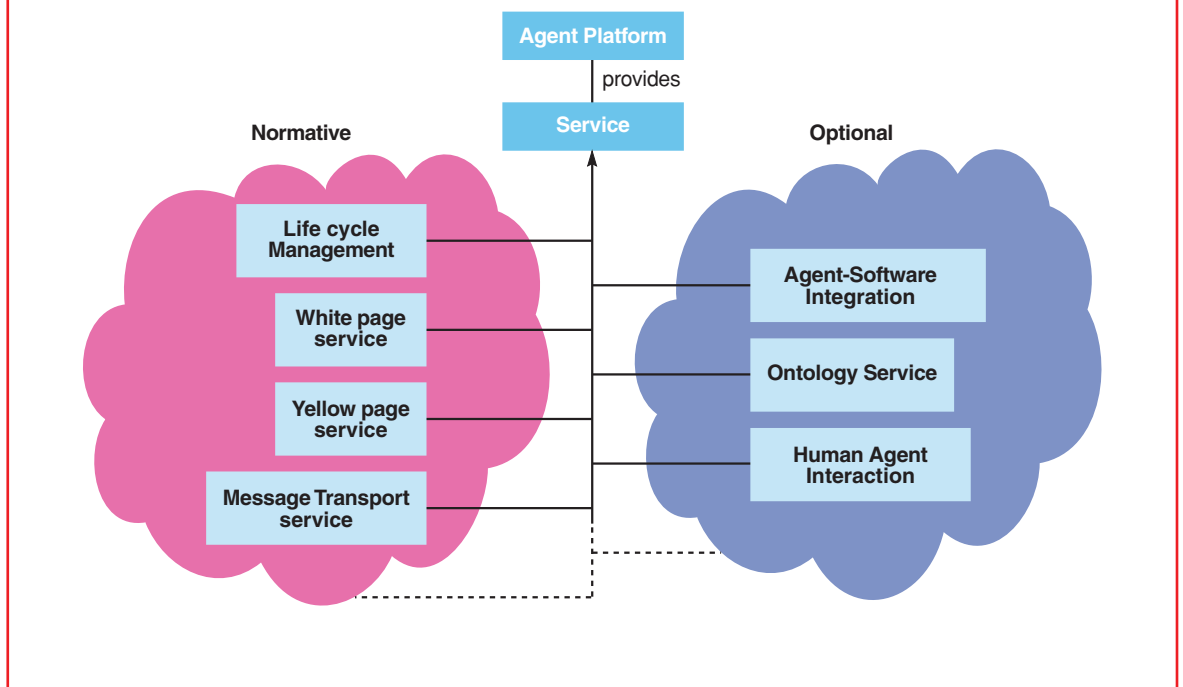 Agent Platform
provides
Service
Normative
Optional
Life cycle
Management
White page
service
Yellow page
service
Message Transport
service
Agent-Software
Integration
Ontology Service
Human Agent
Interaction